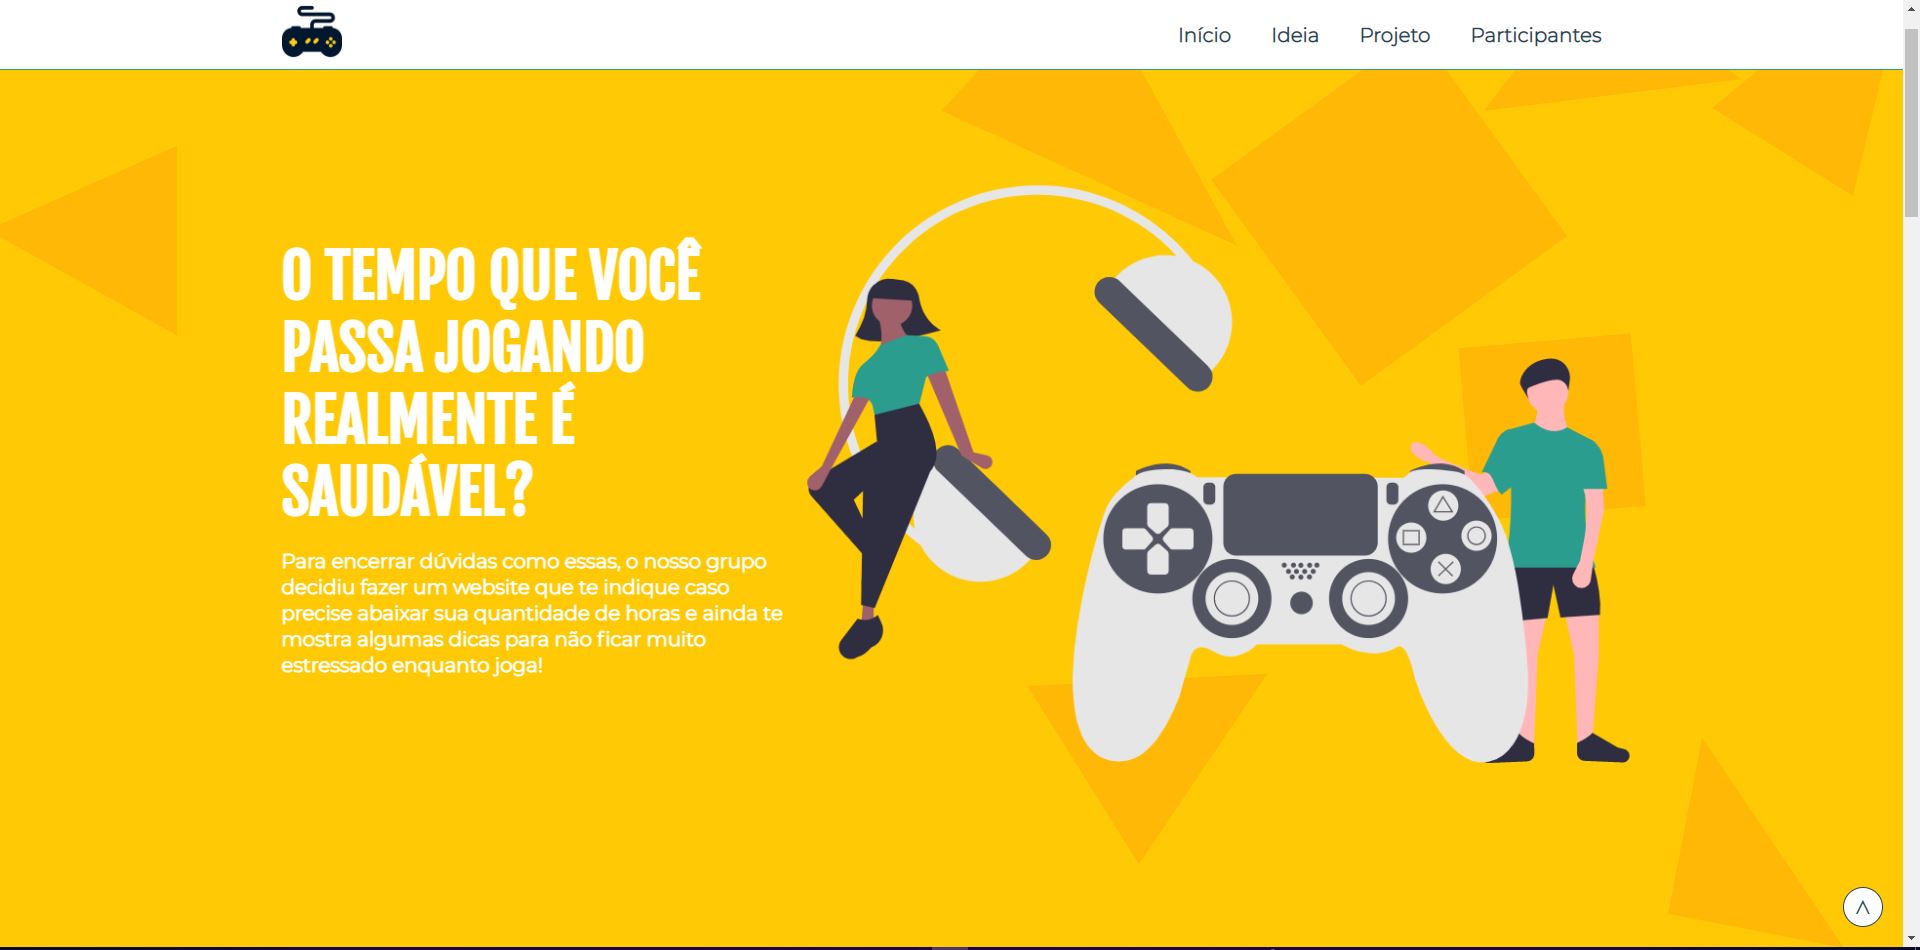 Início Ideia Projeto Participantes
O TEMPO QUE VOCÊ
PASSA JOGANDO
REALMENTE É
SAUDÁVEL?
Para encerrar dúvidas como essas, o nosso grupo
decidiu fazer um website que te indique caso
precise abaixar sua quantidade de horas e ainda te
mostra algumas dicas para não ficar muito
estressado enquanto joga!